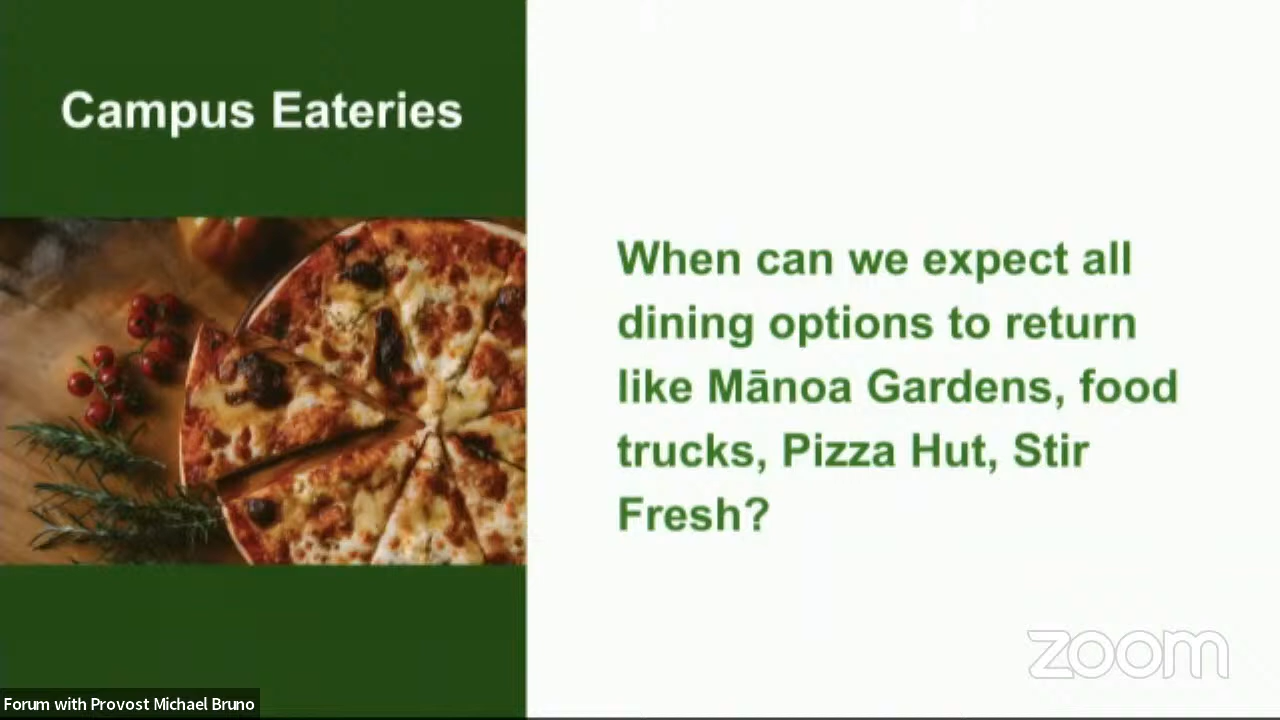 Campus Eateries
When can we expect all
dining options to return
like Mānoa Gardens, food
trucks, Pizza Hut, Stir
Fresh?
zoom
Forum with Provost Michael Bruno